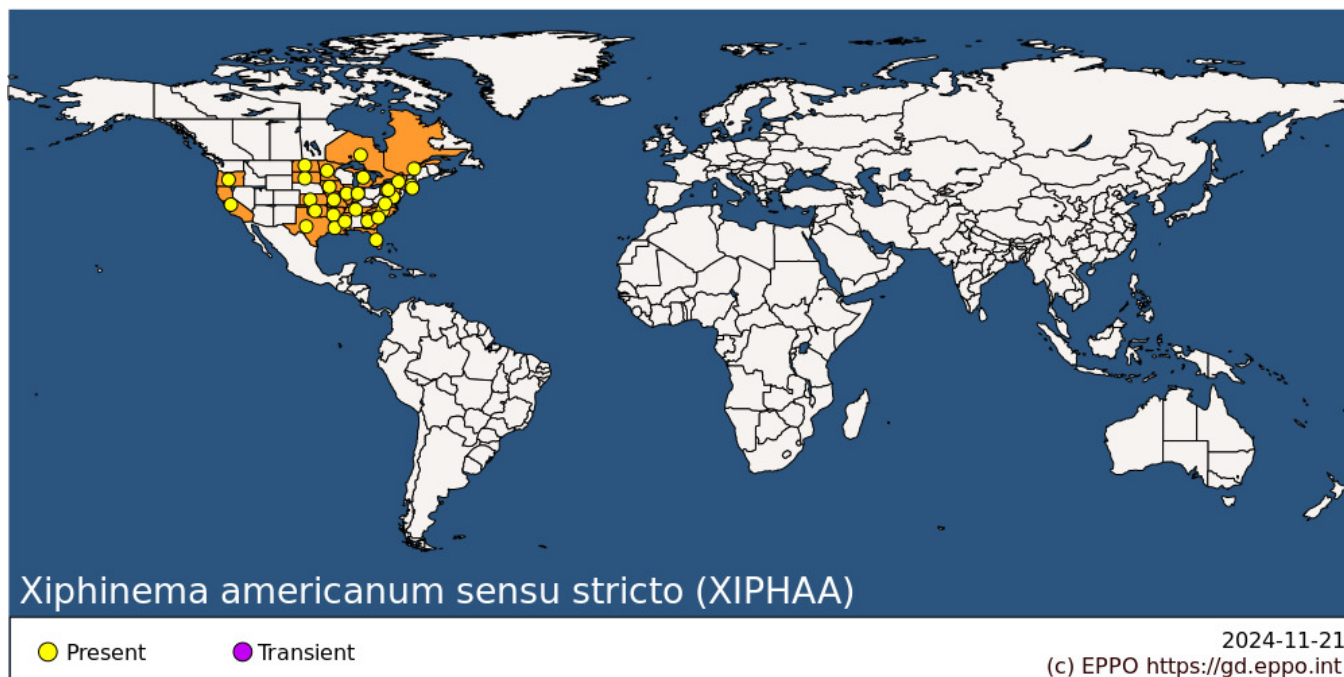 Xiphinema americanum sensu stricto (XIPHAA)
Present
Transient
2024-11-21
(c) EPPO https://gd.eppo.int